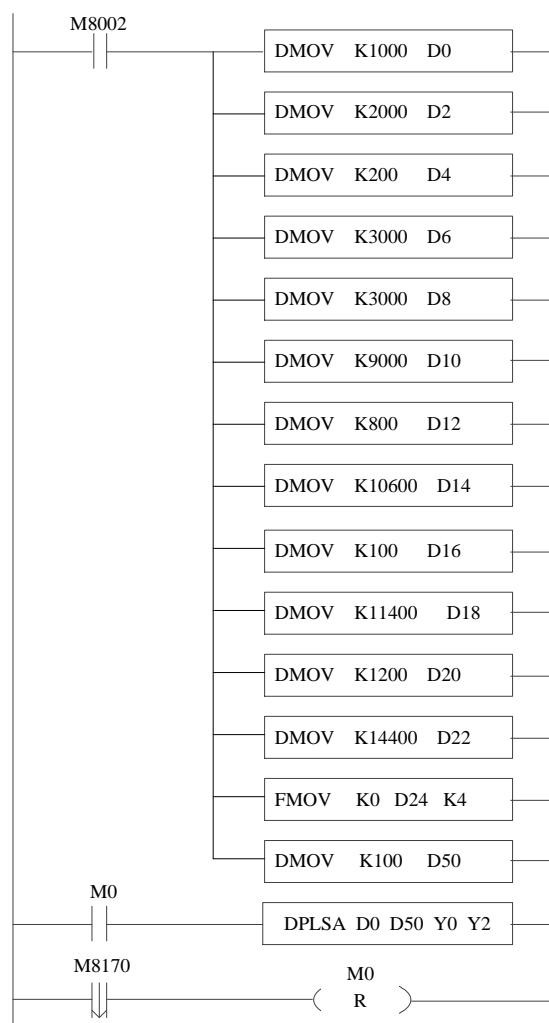 M8002
DMOV K1000 D0
DMOV K2000 D2
DMOV K200 D4
DMOV K3000 D6
DMOV K3000 D8
DMOV K9000 D10
DMOV K800 D12
DMOV K10600 D14
DMOV K100 D16
DMOV K11400 D18
DMOV K1200 D20
DMOV K14400 D22
FMOV K0 D24 K4
DMOV K100 D50
M0
DPLSA D0 D50 Y0 Y2
M8170
M0
R